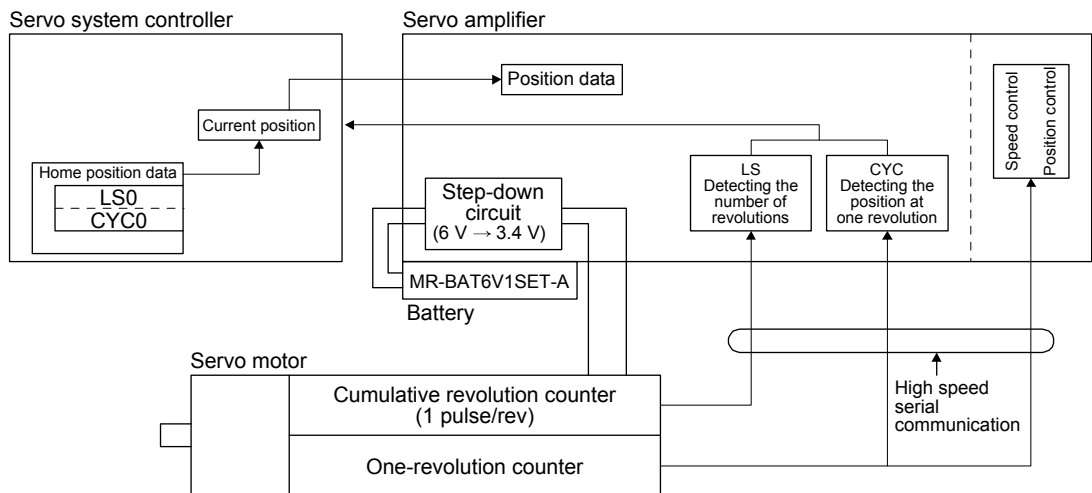 Servo system controller
Servo amplifier
Position data
Current position
Speed control
Position control
Home position data
LS0
CYC0
LS
Detecting the
number of
revolutions
CYC
Detecting the
position at
one revolution
Step-down
circuit
(6 V → 3.4 V)
MR-BAT6V1SET-A
Battery
Servo motor
Cumulative revolution counter
(1 pulse/rev)
High speed
serial
communication
One-revolution counter